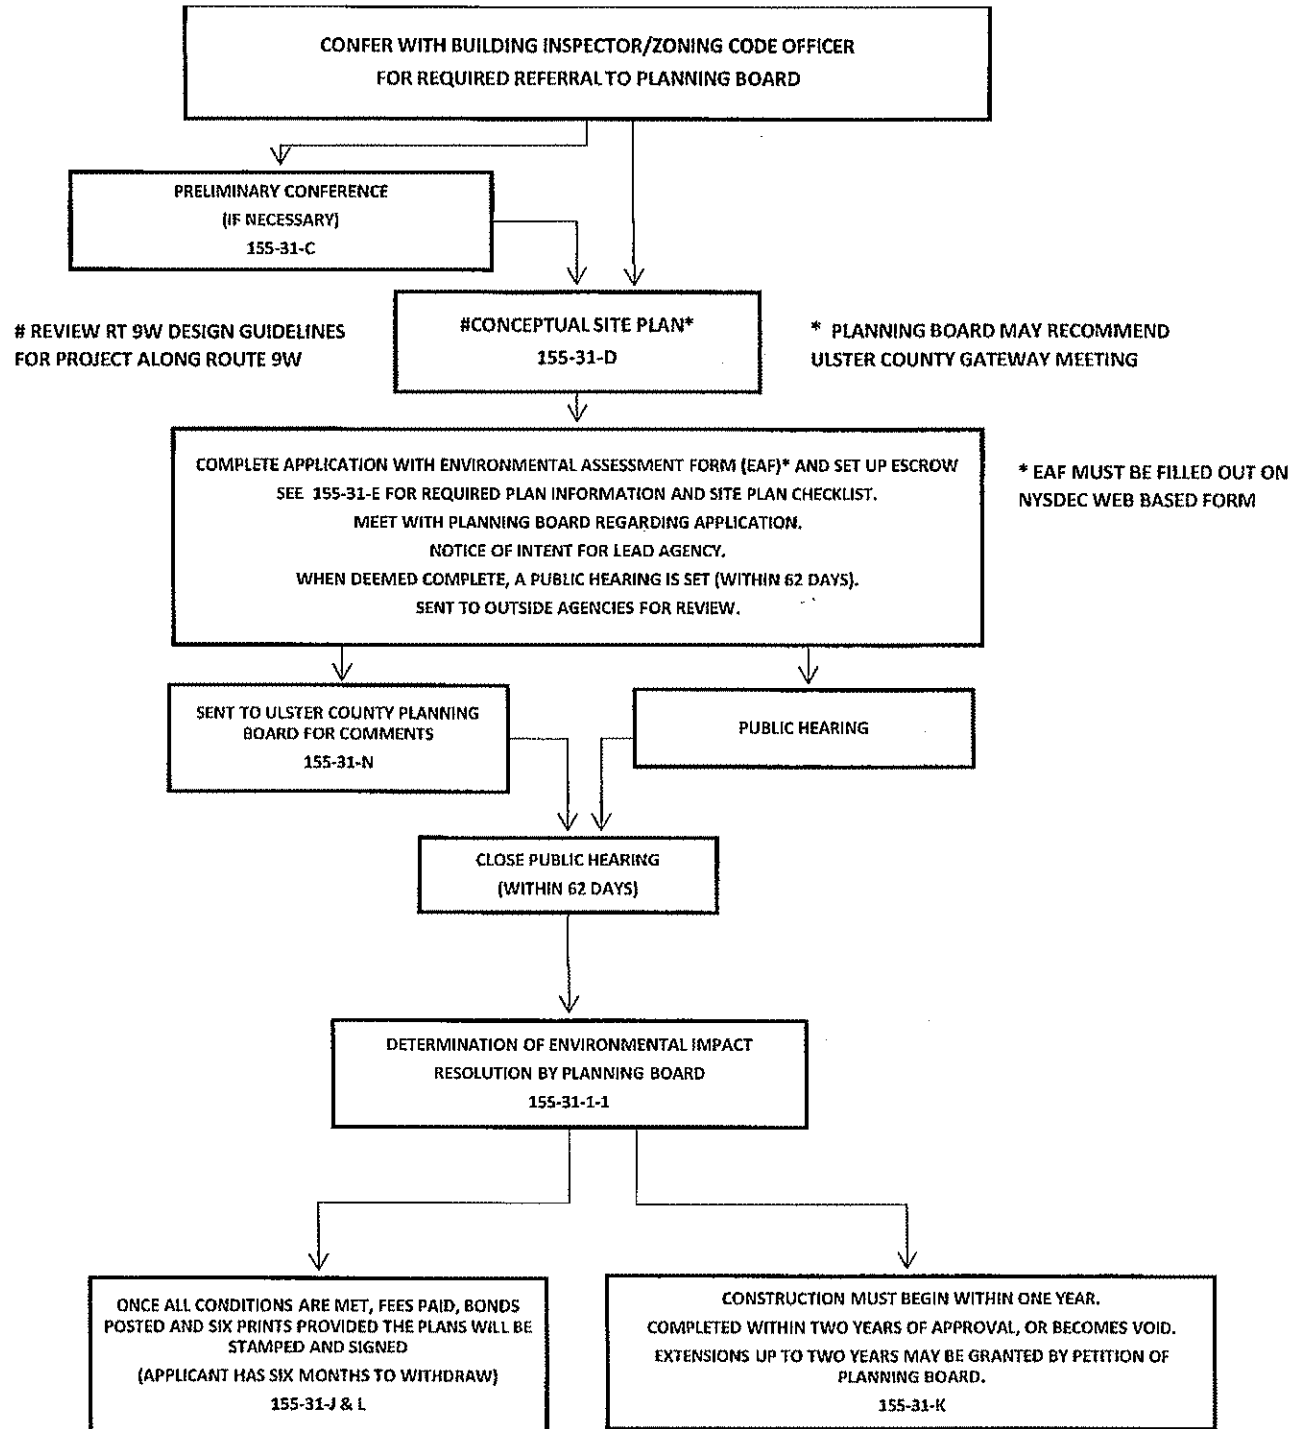 CONFER WITH BUILDING INSPECTOR/ZONING CODE OFFICER
FOR REQUIRED REFERRAL TO PLANNING BOARD
PRELIMINARY CONFERENCE
(IF NECESSARY)
155-31-C
# REVIEW RT 9W DESIGN GUIDELINES
FOR PROJECT ALONG ROUTE 9W
#CONCEPTUAL SITE PLAN*
155-31-D
* PLANNING BOARD MAY RECOMMEND
ULSTER COUNTY GATEWAY MEETING
COMPLETE APPLICATION WITH ENVIRONMENTAL ASSESSMENT FORM (EAF)* AND SET UP ESCROW
SEE 155-31-E FOR REQUIRED PLAN INFORMATION AND SITE PLAN CHECKLIST.
MEET WITH PLANNING BOARD REGARDING APPLICATION.
NOTICE OF INTENT FOR LEAD AGENCY.
WHEN DEEMED COMPLETE, A PUBLIC HEARING IS SET (WITHIN 62 DAYS).
SENT TO OUTSIDE AGENCIES FOR REVIEW.
* EAF MUST BE FILLED OUT ON
NYSDEC WEB BASED FORM
SENT TO ULSTER COUNTY PLANNING
BOARD FOR COMMENTS
155-31-N
PUBLIC HEARING
CLOSE PUBLIC HEARING
(WITHIN 62 DAYS)
DETERMINATION OF ENVIRONMENTAL IMPACT
RESOLUTION BY PLANNING BOARD
155-31-1-1
ONCE ALL CONDITIONS ARE MET, FEES PAID, BONDS
POSTED AND SIX PRINTS PROVIDED THE PLANS WILL BE
STAMPED AND SIGNED
(APPLICANT HAS SIX MONTHS TO WITHDRAW)
155-31-J & L
CONSTRUCTION MUST BEGIN WITHIN ONE YEAR.
COMPLETED WITHIN TWO YEARS OF APPROVAL, OR BECOMES VOID.
EXTENSIONS UP TO TWO YEARS MAY BE GRANTED BY PETITION OF
PLANNING BOARD.
155-31-K